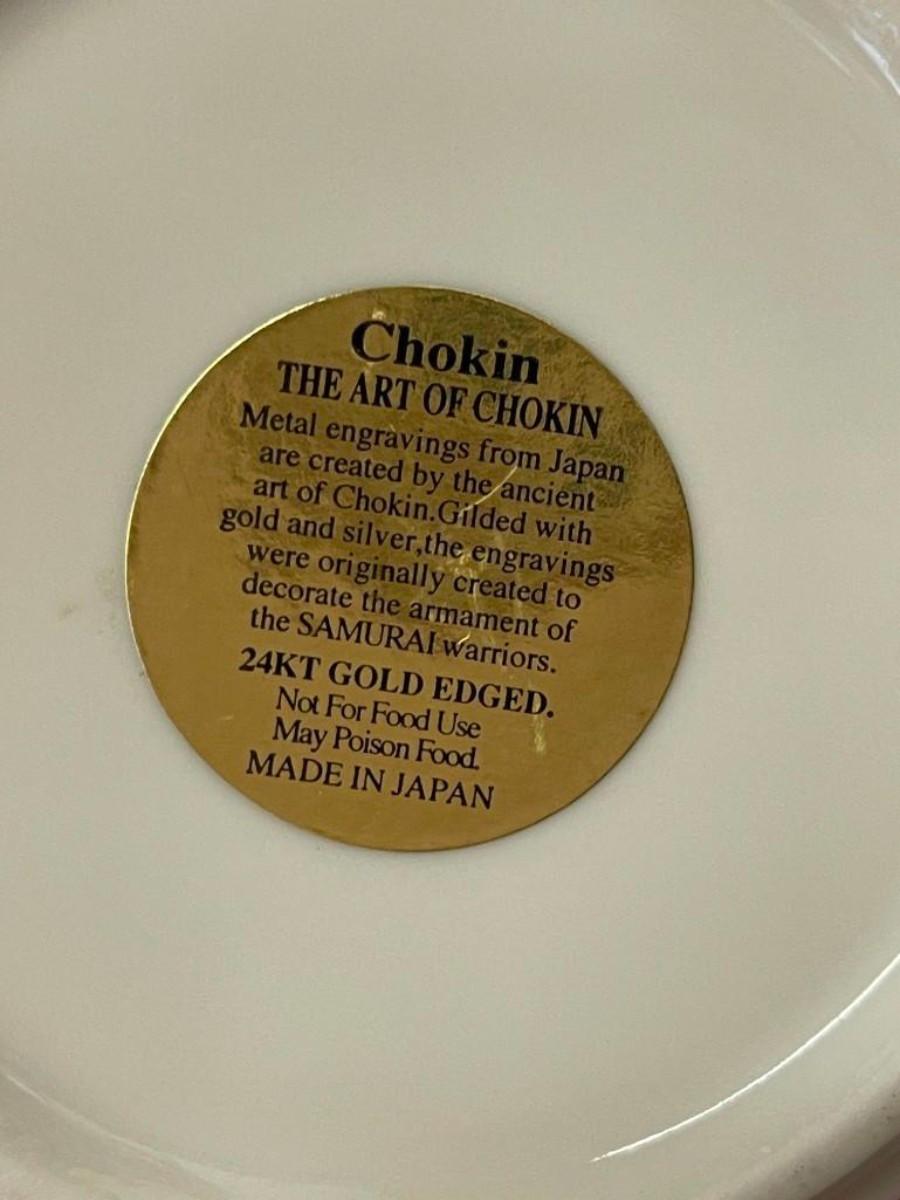 Chokin
THE ART OF CHOKIN
Metal engravings from Japan
are created by the ancient
art of Chokin.Gilded with
gold and silver,the engravings
were originally created to
decorate the armament of
the SAMURAI warriors.
24KT GOLD EDGED.
Not For Food Use
May Poison Food.
MADE IN JAPAN